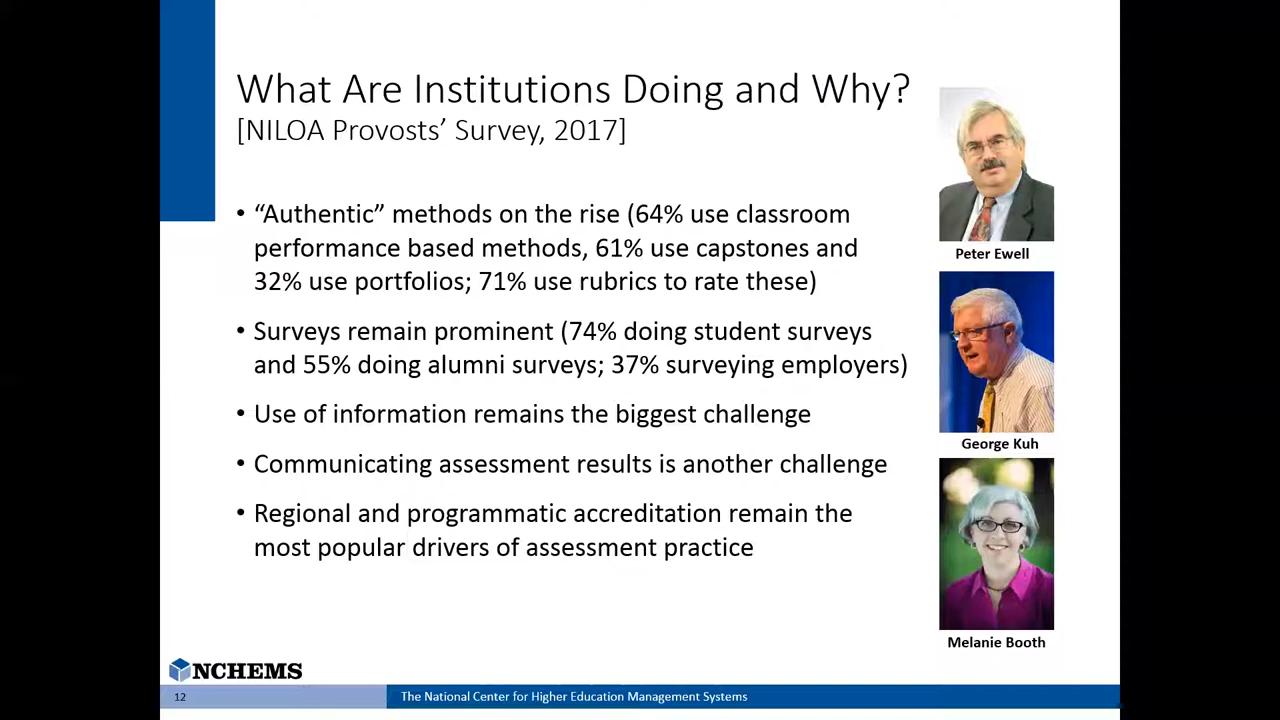 What Are Institutions Doing and Why?
[NILOA Provosts’ Survey, 2017]
• “Authentic” methods on the rise (64% use classroom
performance based methods, 61% use capstones and
32% use portfolios; 71% use rubrics to rate these)
• Surveys remain prominent (74% doing student surveys
and 55% doing alumni surveys; 37% surveying employers)
• Use of information remains the biggest challenge
• Communicating assessment results is another challenge
• Regional and programmatic accreditation remain the
most popular drivers of assessment practice
Peter Ewell
George Kuh
Melanie Booth
NCHEMS
12
The National Center for Higher Education Management Systems